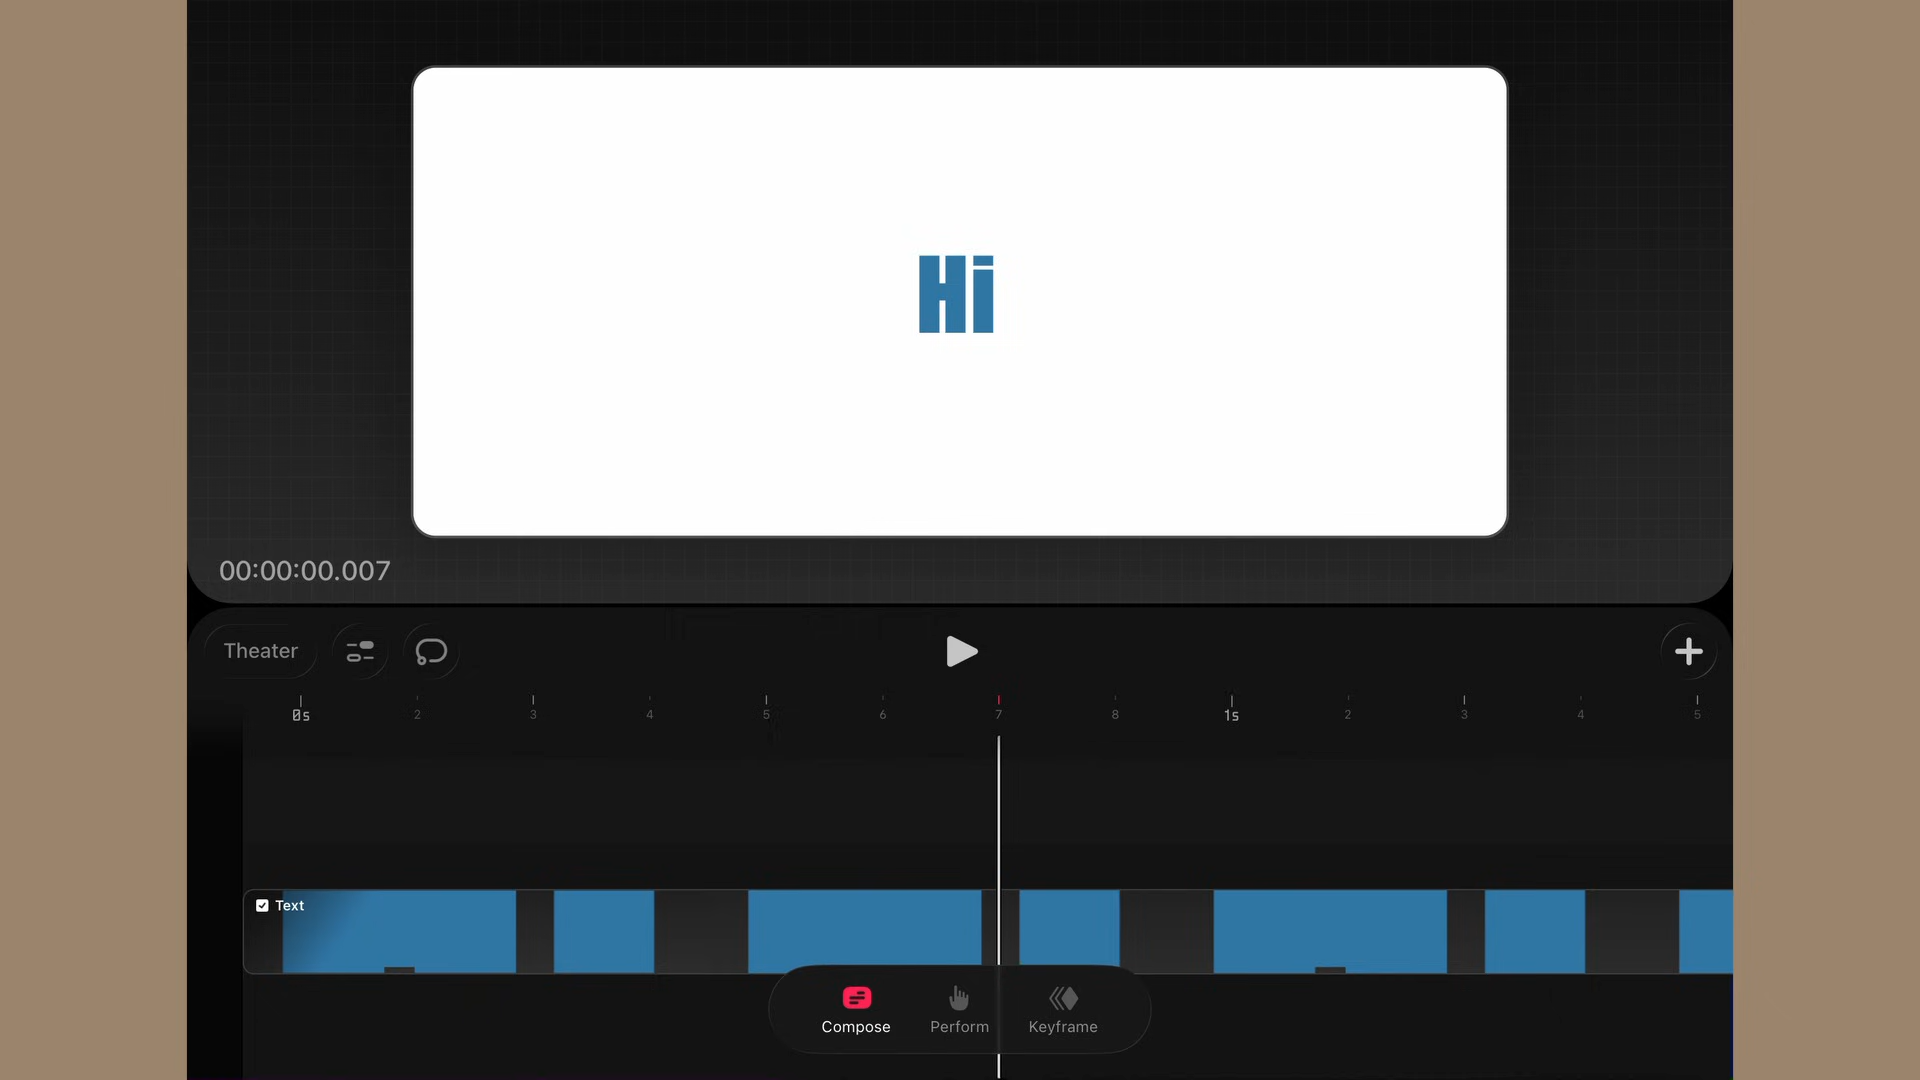 Hi
00:00:00.007
Theater
0s 2 3 4 5 6 7 8 1s 2 3 4 5
Text
Compose Perform Keyframe